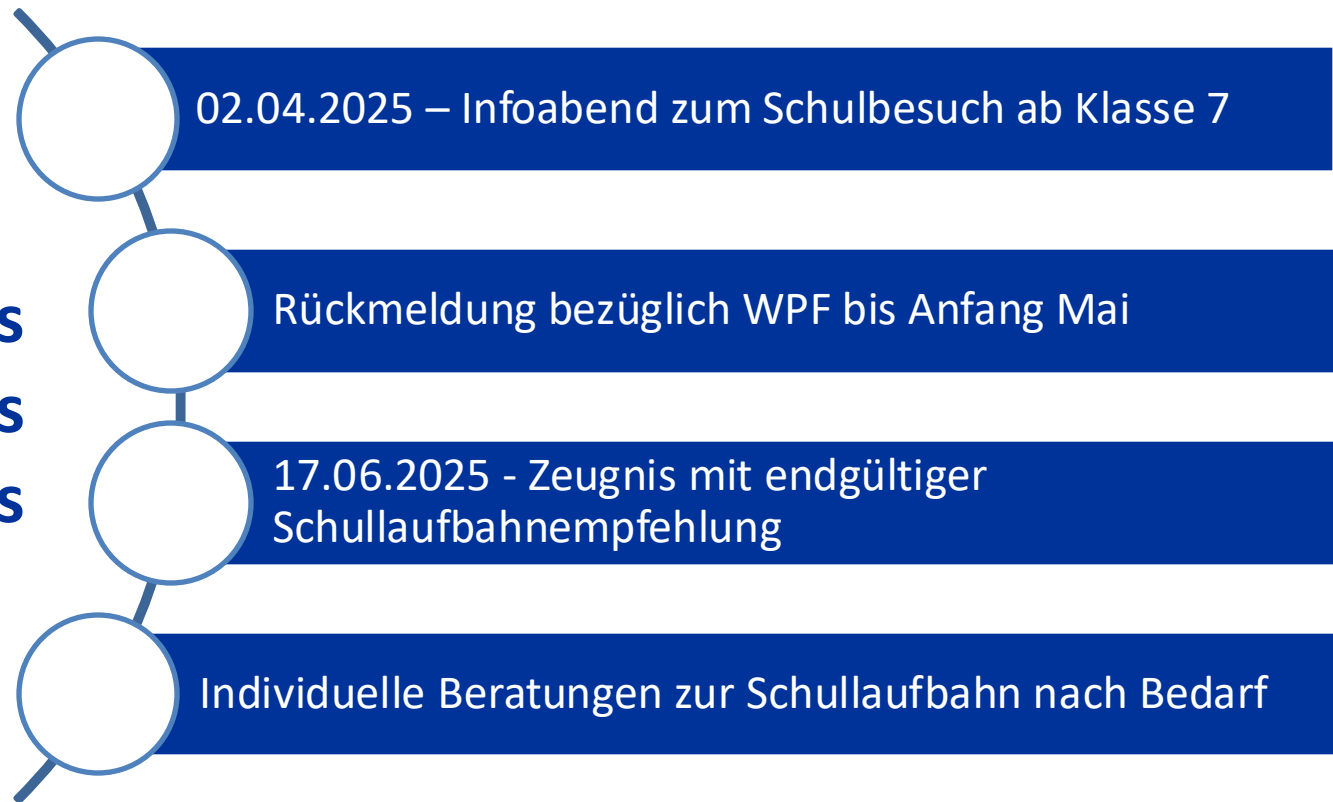 02.04.2025 – Infoabend zum Schulbesuch ab Klasse 7
Rückmeldung bezüglich WPF bis Anfang Mai
s
s
s
17.06.2025 - Zeugnis mit endgültiger
Schullaufbahnempfehlung
Individuelle Beratungen zur Schullaufbahn nach Bedarf